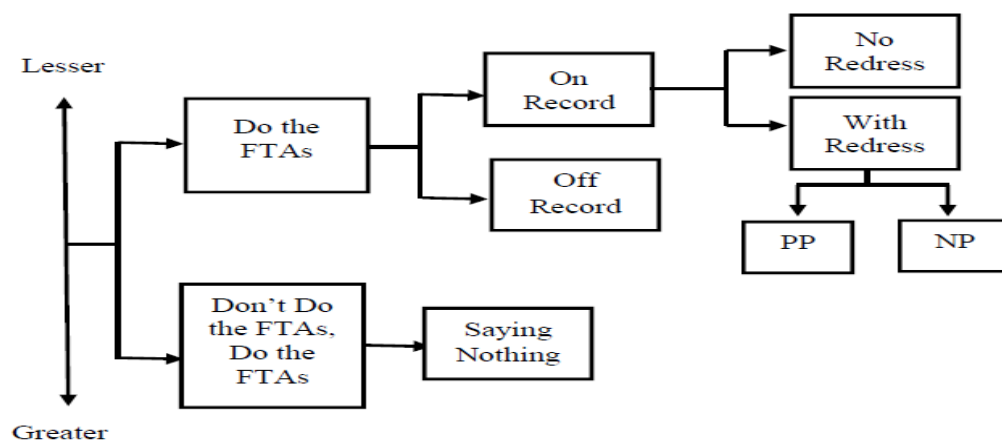 Lesser
No
Redress
On
Record
Do the
FTAs
With
Redress
Off
Record
PP
NP
Don't Do
the FTAs,
Do the
FTAs
Saying
Nothing
Greater